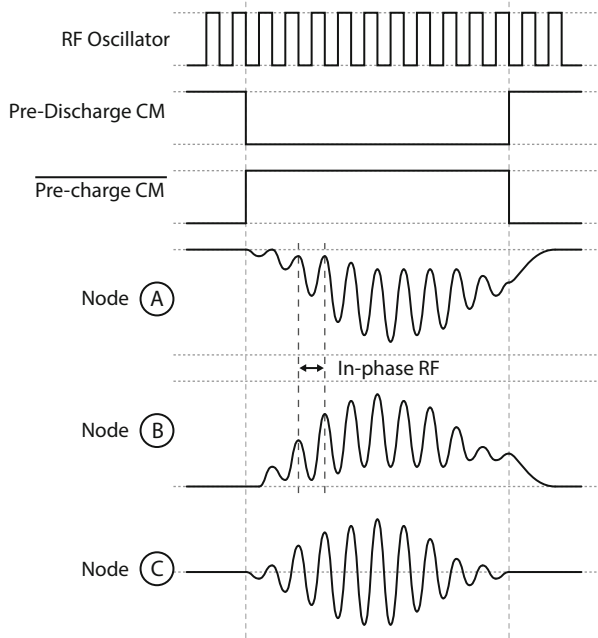 RF Oscillator
Pre-Discharge CM
Pre-charge CM
Node A
In-phase RF
Node B
Node C